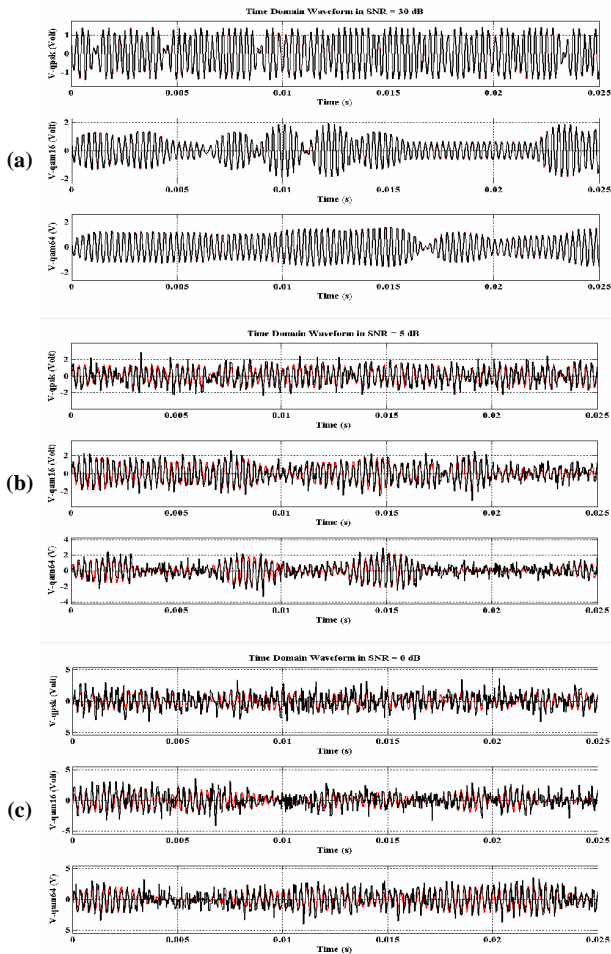 Time Domain Waveform in SNR = 30 dB
V-qpsk (Volt)
1
0
-1
0 0.005 0.01 0.015 0.02 0.025
Time (s)
(a)
V-qam16 (Volt)
2
0
-2
0 0.005 0.01 0.015 0.02 0.025
Time (s)
V-qam64 (V)
2
0
-2
0 0.005 0.01 0.015 0.02 0.025
Time (s)
Time Domain Waveform in SNR = 5 dB
V-qpsk (Volt)
2
0
-2
0 0.005 0.01 0.015 0.02 0.025
Time (s)
(b)
V-qam16 (Volt)
2
0
-2
0 0.005 0.01 0.015 0.02 0.025
Time (s)
V-qam64 (V)
4
2
0
-2
-4
0 0.005 0.01 0.015 0.02 0.025
Time (s)
Time Domain Waveform in SNR = 0 dB
V-qpsk (Volt)
5
0
5
0 0.005 0.01 0.015 0.02 0.025
Time (s)
(c)
V-qam16 (Volt)
5
0
-5
0 0.005 0.01 0.015 0.02 0.025
Time (s)
V-qam64 (V)
5
0
5
0 0.005 0.01 0.015 0.02 0.025
Time (s)